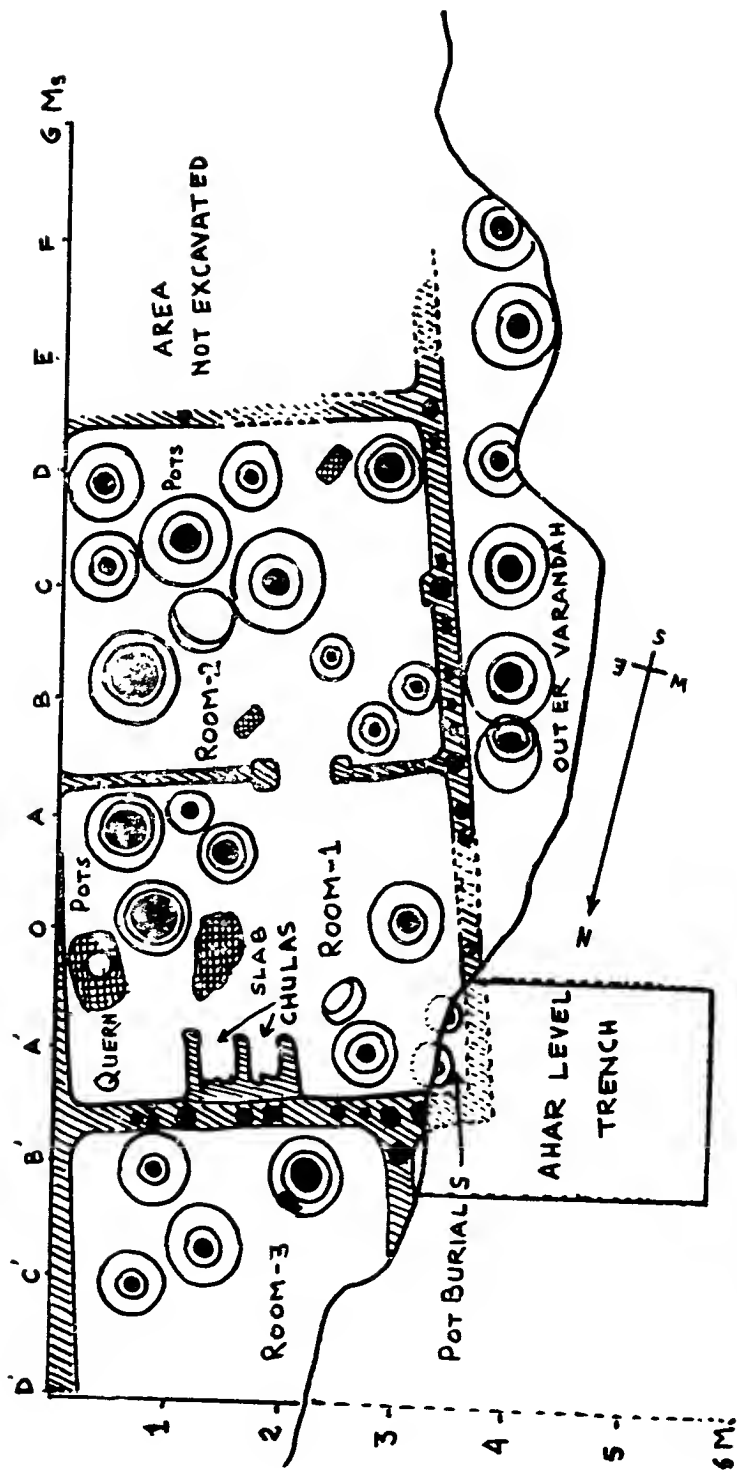 D' C' B' A' O A B C D E F G Ms
1
2
3
4
5
6 M.
AREA
NOT EXCAVATED
POTS
ROOM-2
POTS
QUERN
SLAB
CHULAS
ROOM-1
ROOM-3
OUTER VARANDAH
POT BURIALS
AHAR LEVEL
TRENCH
N
S
E
W